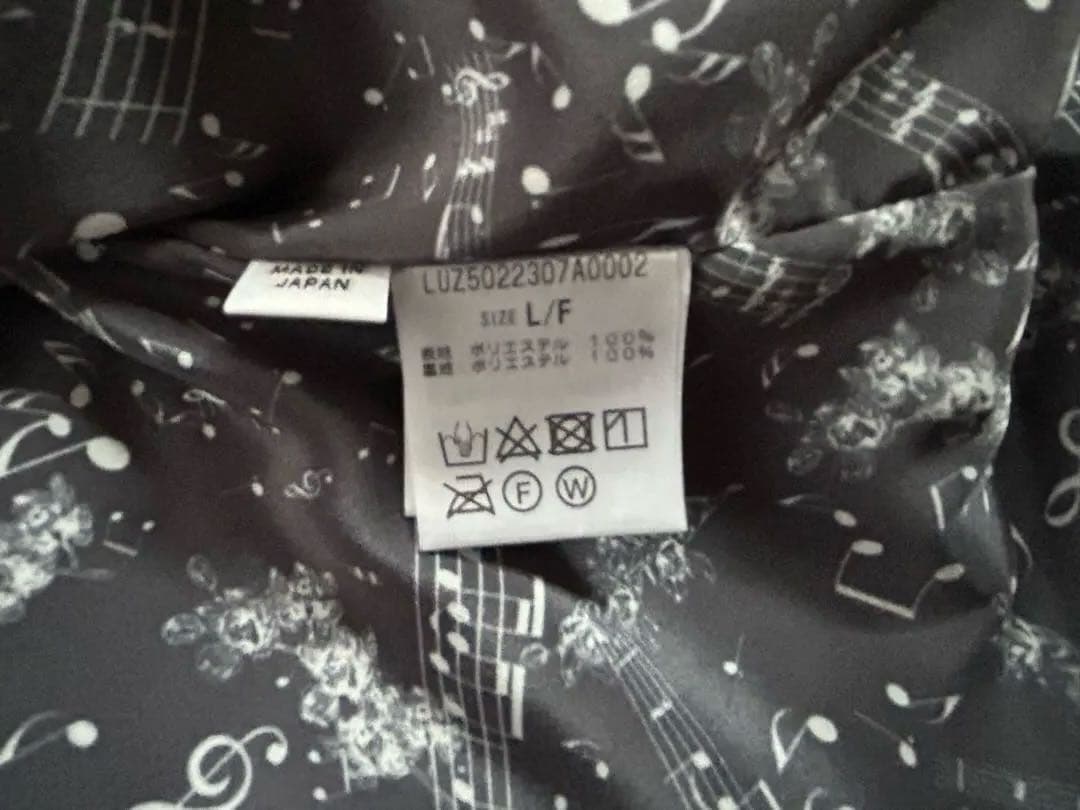 MADE IN
JAPAN
LUZ5022307A0002
SIZE L/F
表地 ポリエステル 100%
裏地 ポリエステル 100%
F W